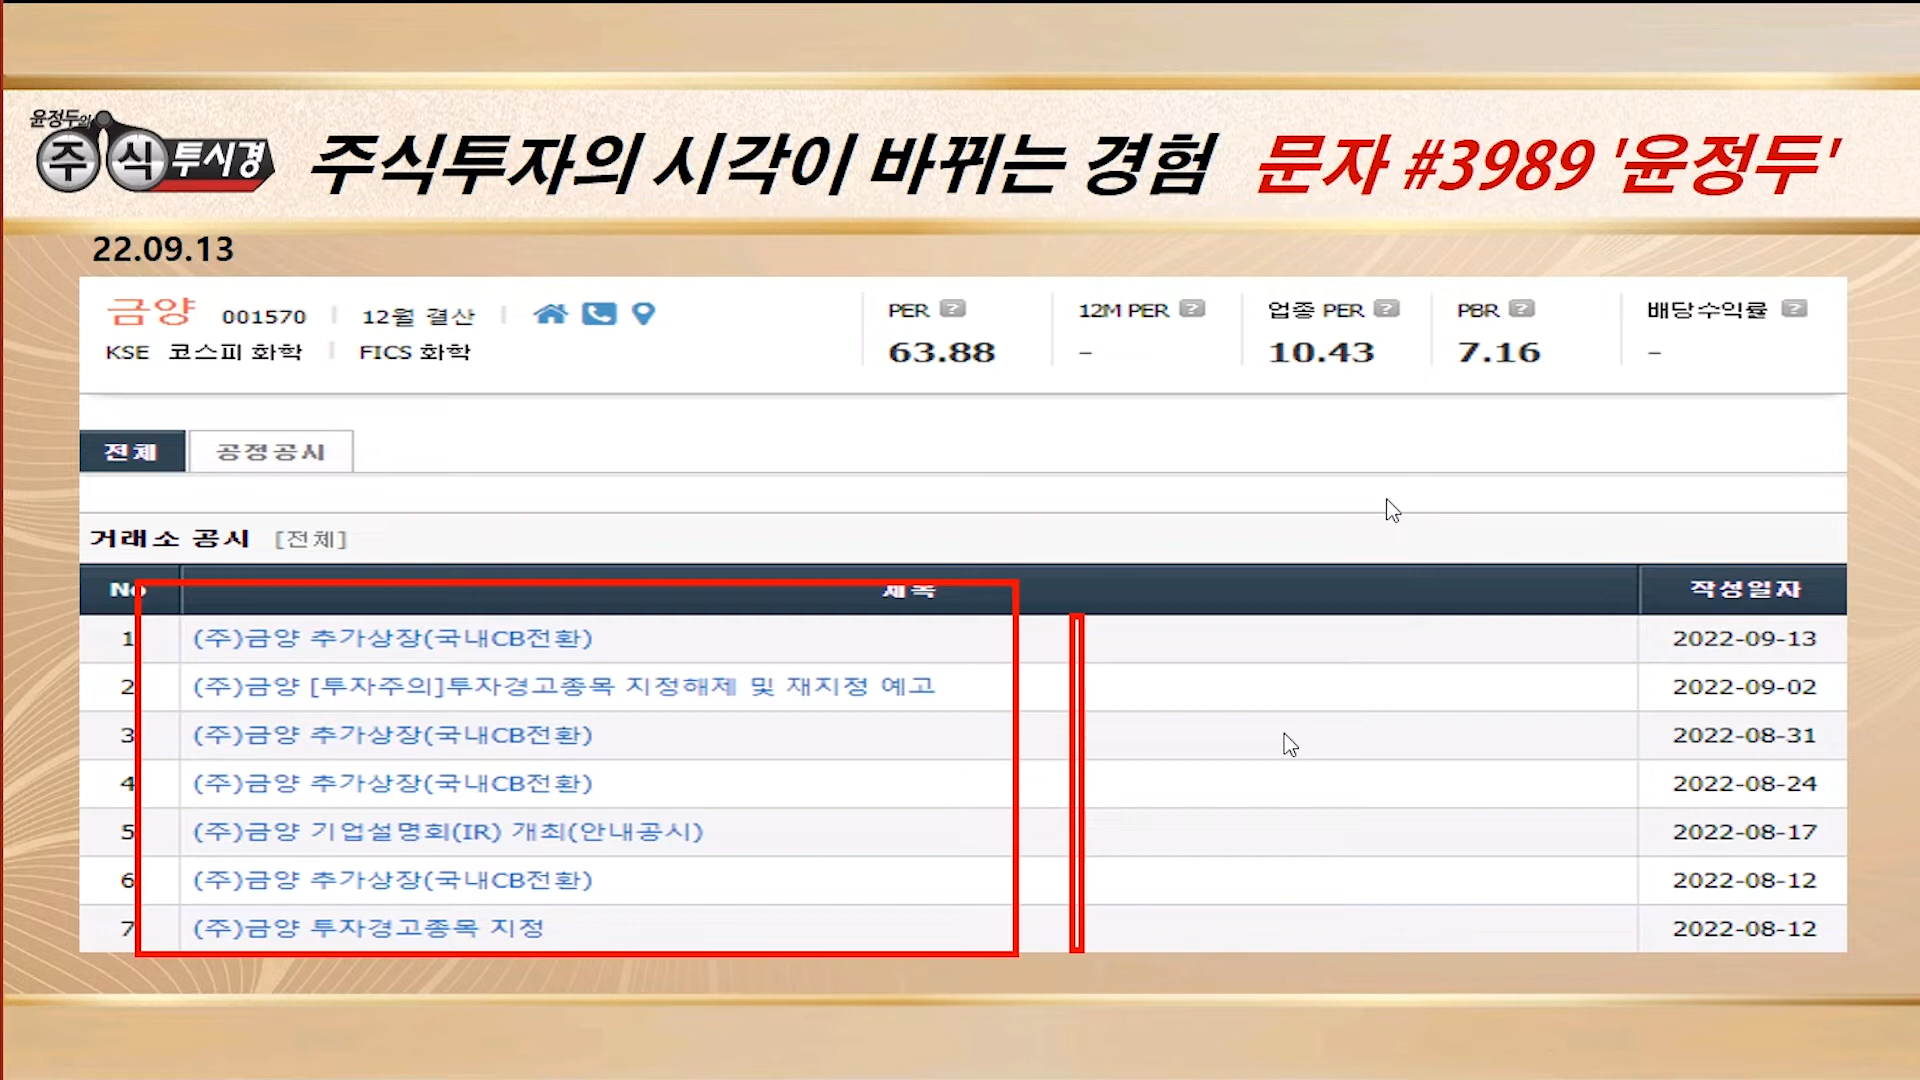 윤정두의
주식투시경
주식투자의 시각이 바뀌는 경험 문자 #3989 '윤정두'
22.09.13
금양 001570 12월 결산
KSE 코스피 화학 FICS 화학
PER ?
63.88
12M PER ?
-
업종 PER ?
10.43
PBR ?
7.16
배당수익률 ?
-
전체 공정공시
거래소 공시 [전체]
No 제목 작성일자
1 (주)금양 추가상장(국내CB전환) 2022-09-13
2 (주)금양 [투자주의]투자경고종목 지정해제 및 재지정 예고 2022-09-02
3 (주)금양 추가상장(국내CB전환) 2022-08-31
4 (주)금양 추가상장(국내CB전환) 2022-08-24
5 (주)금양 기업설명회(IR) 개최(안내공시) 2022-08-17
6 (주)금양 추가상장(국내CB전환) 2022-08-12
7 (주)금양 투자경고종목 지정 2022-08-12